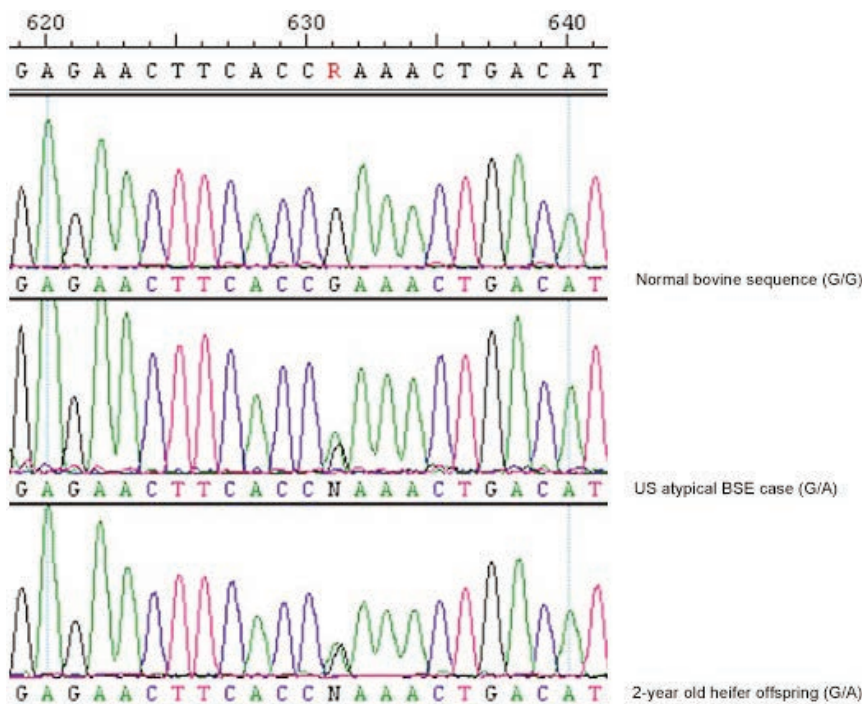 620 630 640
G A G A A C T T C A C C R A A A C T G A C A T
G A G A A C T T C A C C G A A A C T G A C A T
Normal bovine sequence (G/G)
G A G A A C T T C A C C N A A A C T G A C A T
US atypical BSE case (G/A)
G A G A A C T T C A C C N A A A C T G A C A T
2-year old heifer offspring (G/A)